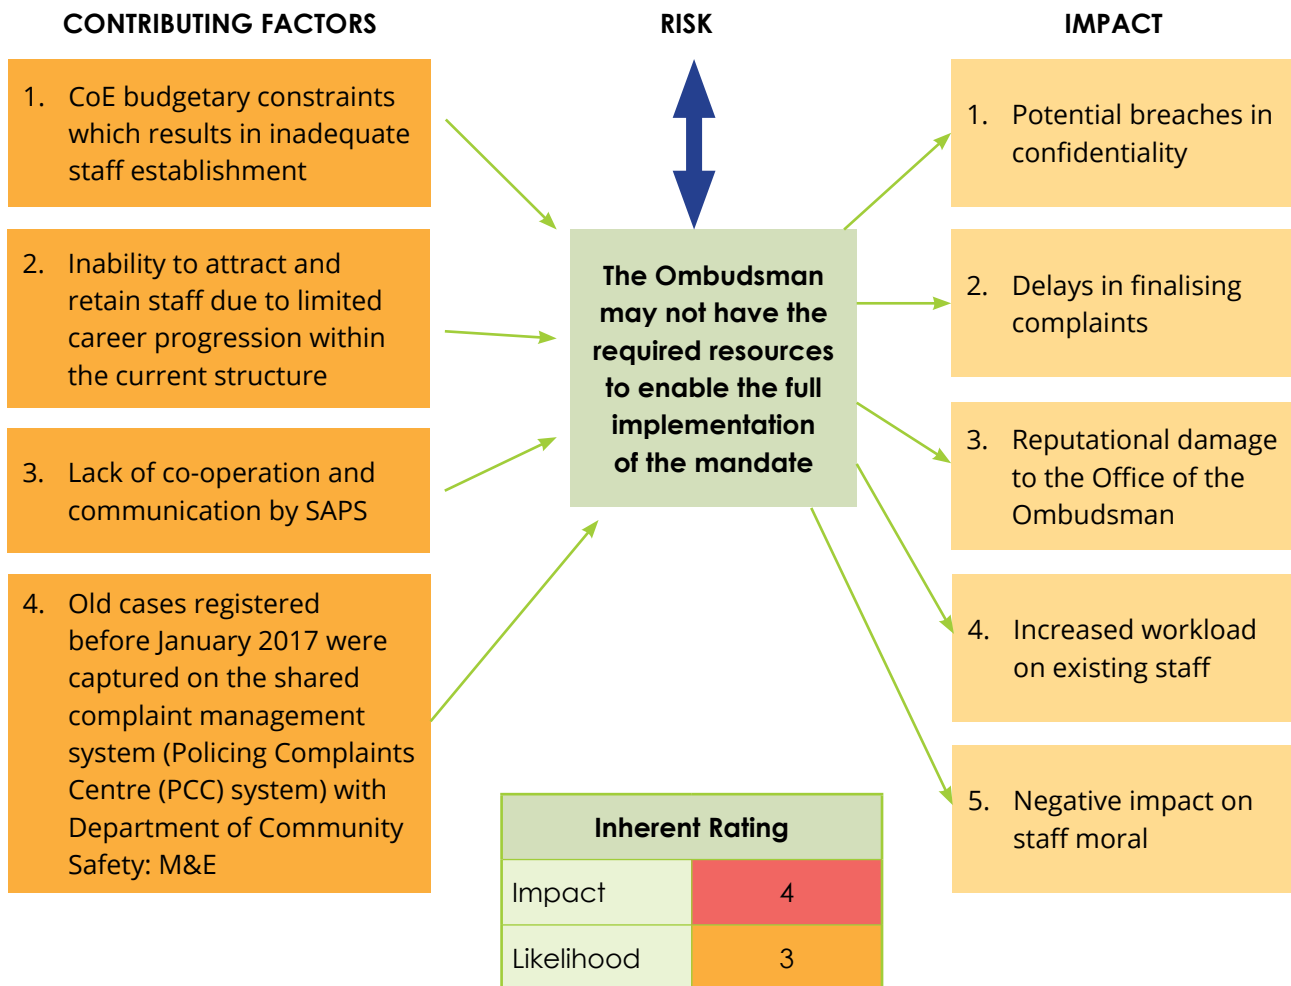 CONTRIBUTING FACTORS
1. CoE budgetary constraints
which results in inadequate
staff establishment
2. Inability to attract and
retain staff due to limited
career progression within
the current structure
3. Lack of co-operation and
communication by SAPS
4. Old cases registered
before January 2017 were
captured on the shared
complaint management
system (Policing Complaints
Centre (PCC) system) with
Department of Community
Safety: M&E
RISK
The Ombudsman
may not have the
required resources
to enable the full
implementation
of the mandate
Inherent Rating
Impact 4
Likelihood 3
IMPACT
1. Potential breaches in
confidentiality
2. Delays in finalising
complaints
3. Reputational damage
to the Office of the
Ombudsman
4. Increased workload
on existing staff
5. Negative impact on
staff moral